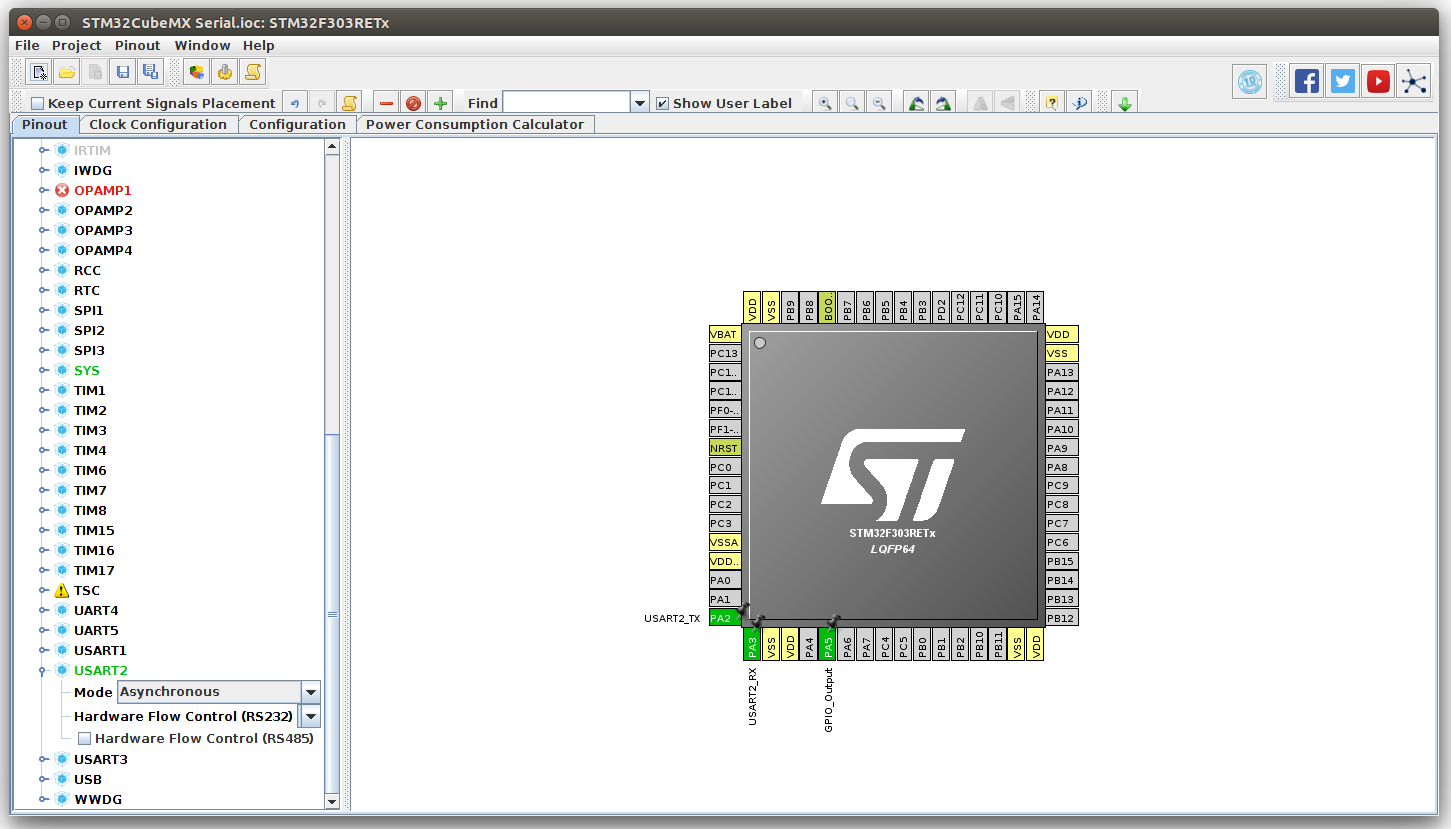 STM32CubeMX Serial.ioc: STM32F303RETx
File Project Pinout Window Help
10
Keep Current Signals Placement Find Show User Label
Pinout Clock Configuration Configuration Power Consumption Calculator
IRTIM
IWDG
OPAMP1
OPAMP2
OPAMP3
OPAMP4
RCC
RTC
SPI1
SPI2
SPI3
SYS
TIM1
TIM2
TIM3
TIM4
TIM6
TIM7
TIM8
TIM15
TIM16
TIM17
TSC
UART4
UART5
USART1
USART2
Mode Asynchronous
Hardware Flow Control (RS232)
Hardware Flow Control (RS485)
USART3
USB
WWDG
VDD VSS PB9 PB8 BOO.. PB7 PB6 PB5 PB4 PB3 PD2 PC12 PC11 PC10 PA15 PA14
VBAT
PC13
PC1..
PC1..
PF0-..
PF1-..
NRST
PC0
PC1
PC2
PC3
VSSA
VDD..
PA0
PA1
USART2_TX PA2
ST
STM32F303RETx
LQFP64
VDD
VSS
PA13
PA12
PA11
PA10
PA9
PA8
PC9
PC8
PC7
PC6
PB15
PB14
PB13
PB12
PA3 VSS VDD PA4 PA5 PA6 PA7 PC4 PC5 PB0 PB1 PB2 PB10 PB11 VSS VDD
USART2_RX
GPIO_Output